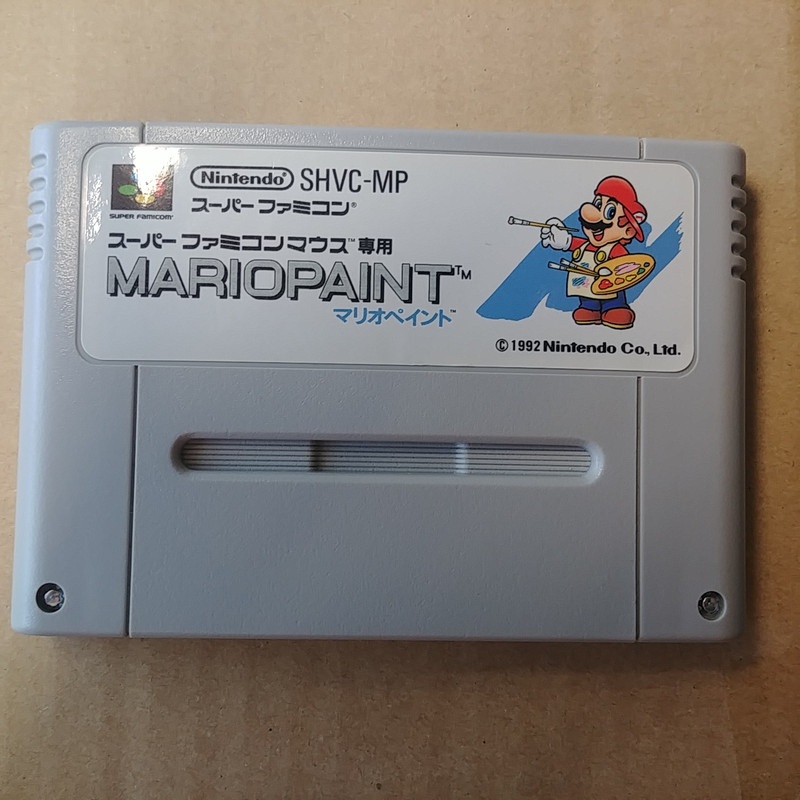 Nintendo® SHVC-MP
SUPER FAMICOM™
スーパーファミコン®
スーパーファミコンマウス™専用
MARIOPAINT™
マリオペイント™
©1992 Nintendo Co., Ltd.